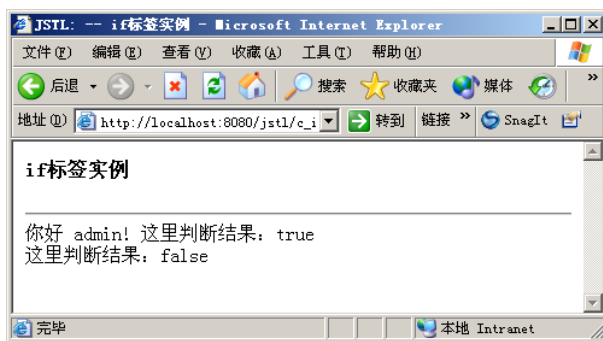 JSTL: -- if标签实例 - Microsoft Internet Explorer
文件(F) 编辑(E) 查看(V) 收藏(A) 工具(T) 帮助(H)
后退 搜索 收藏夹 媒体 »
地址(D) http://localhost:8080/jstl/c_i 转到 链接 » SnagIt
if标签实例
你好 admin! 这里判断结果: true
这里判断结果: false
完毕 本地 Intranet